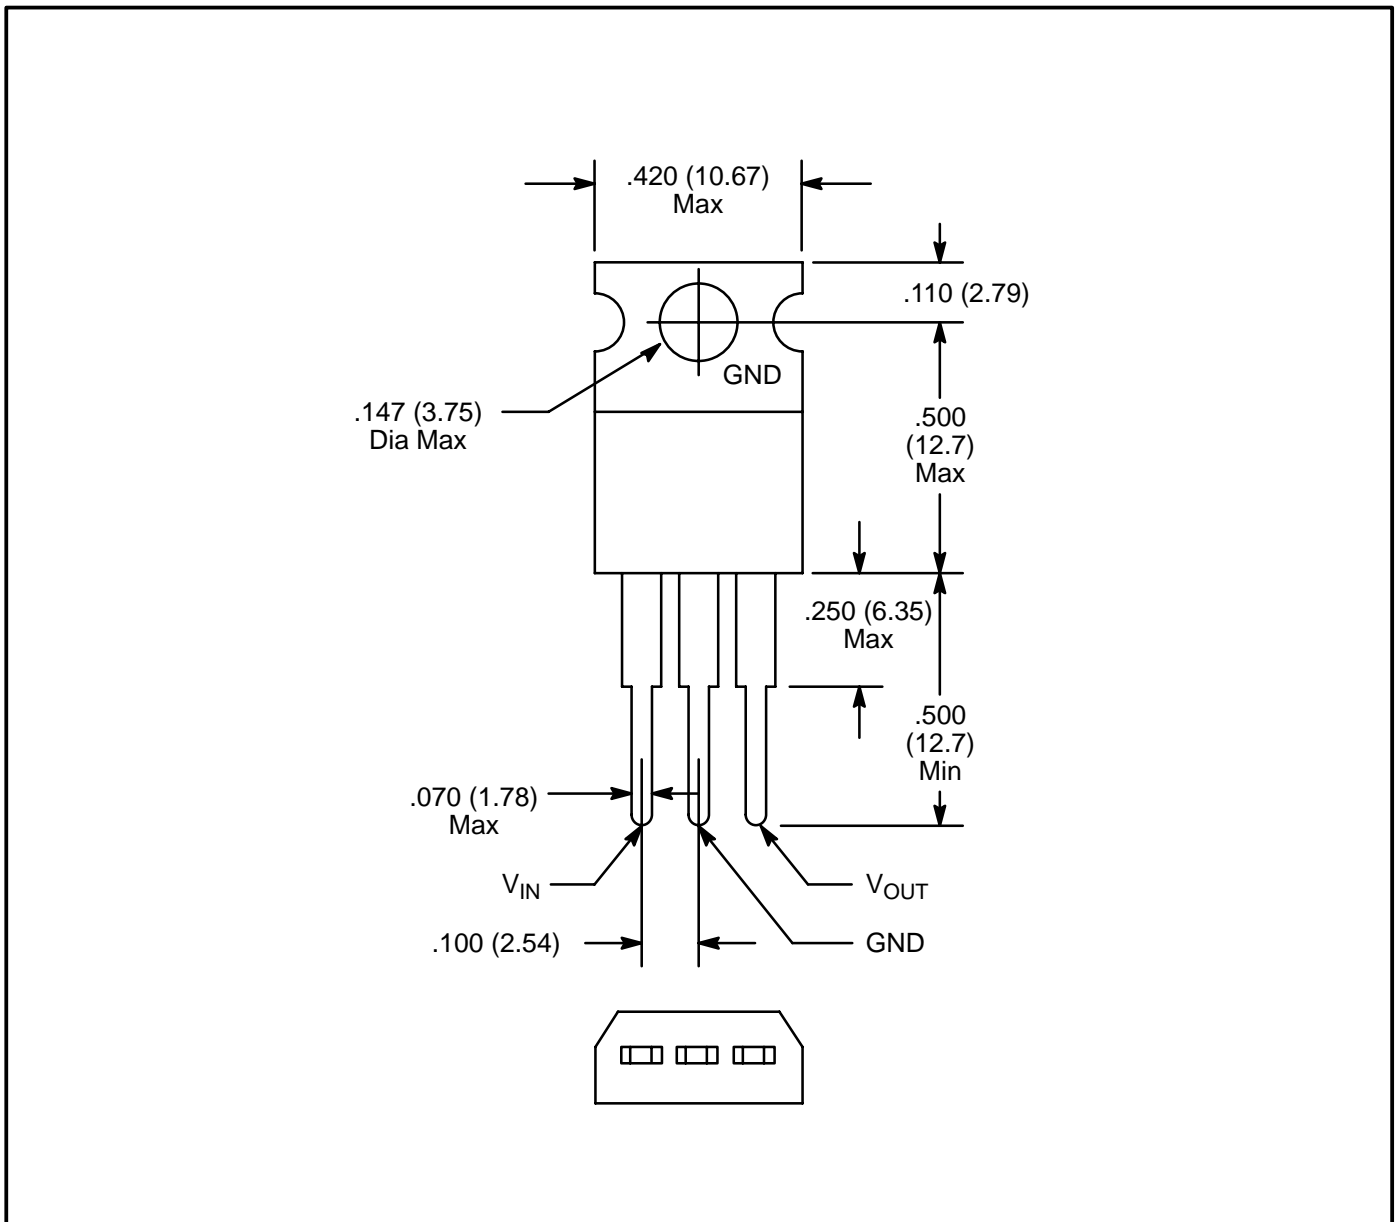 .420 (10.67)
Max
.110 (2.79)
GND
.147 (3.75)
Dia Max
.500
(12.7)
Max
.250 (6.35)
Max
.500
(12.7)
Min
.070 (1.78)
Max
VIN
VOUT
.100 (2.54)
GND